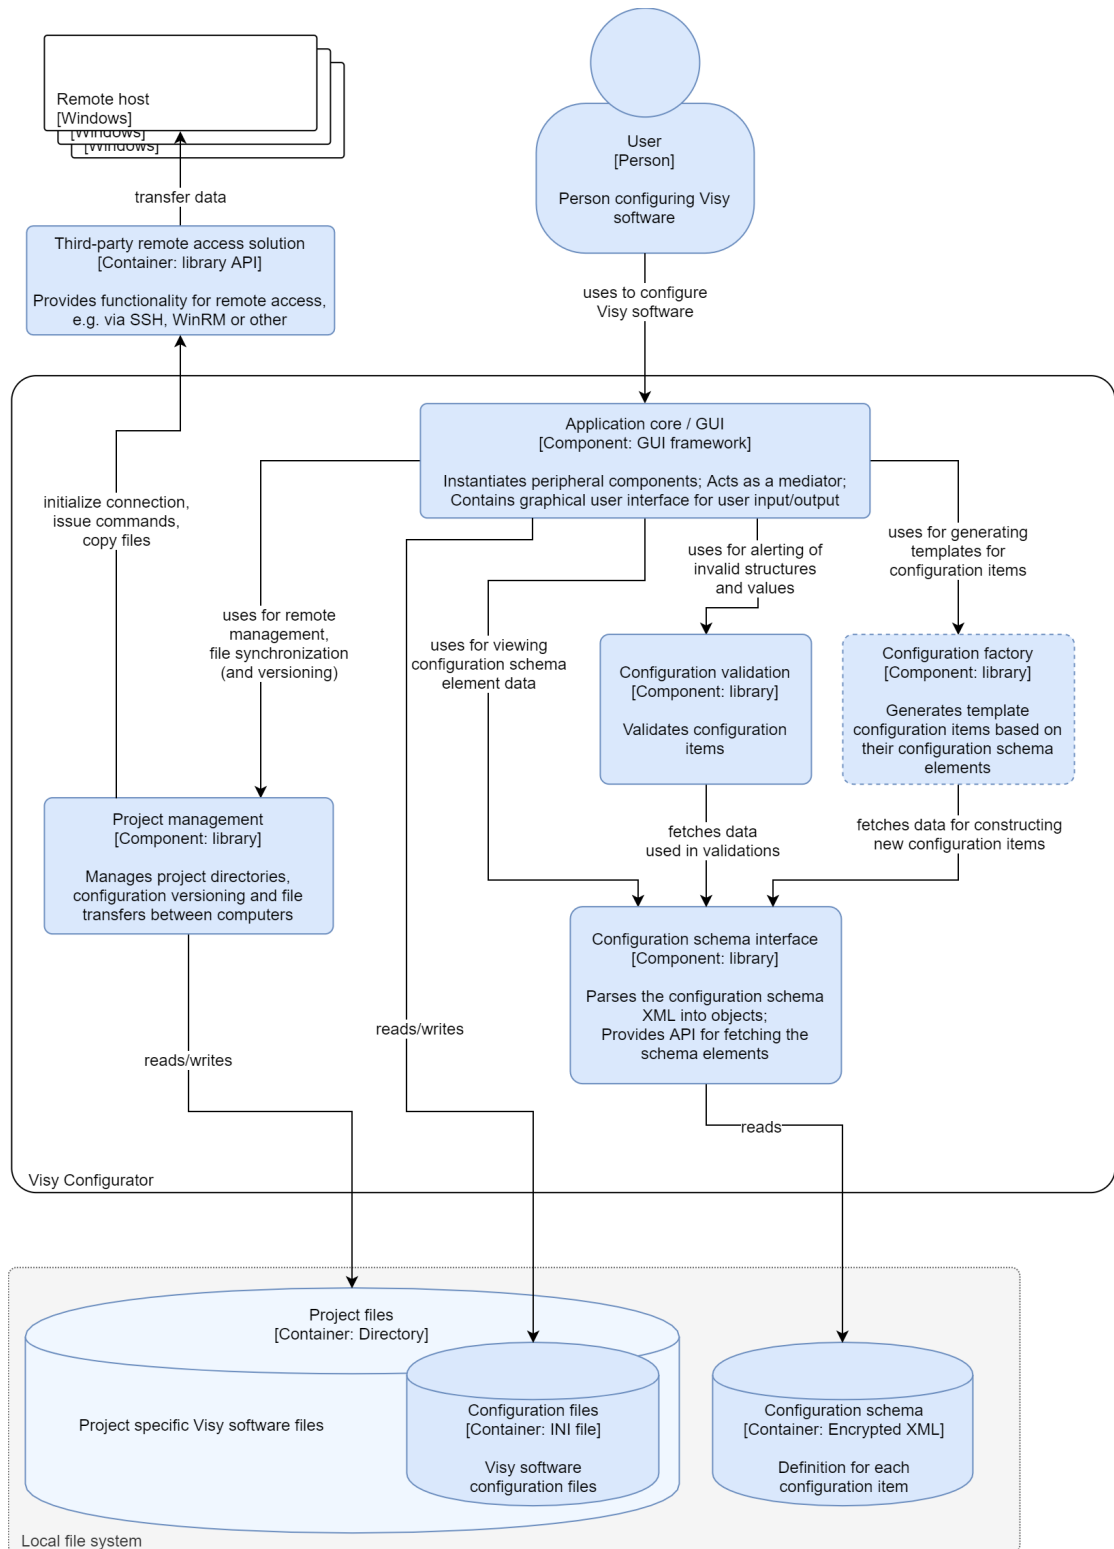 Remote host
[Windows]
[Windows]
[Windows]
User
[Person]
Person configuring Visy
software
transfer data
Third-party remote access solution
[Container: library API]
Provides functionality for remote access,
e.g. via SSH, WinRM or other
uses to configure
Visy software
Application core / GUI
[Component: GUI framework]
Instantiates peripheral components; Acts as a mediator;
Contains graphical user interface for user input/output
initialize connection,
issue commands,
copy files
uses for remote
management,
file synchronization
(and versioning)
uses for viewing
configuration schema
element data
uses for alerting of
invalid structures
and values
uses for generating
templates for
configuration items
Configuration validation
[Component: library]
Validates configuration
items
Configuration factory
[Component: library]
Generates template
configuration items based on
their configuration schema
elements
Project management
[Component: library]
Manages project directories,
configuration versioning and file
transfers between computers
fetches data
used in validations
fetches data for constructing
new configuration items
Configuration schema interface
[Component: library]
Parses the configuration schema
XML into objects;
Provides API for fetching the
schema elements
reads/writes
reads/writes
reads
Visy Configurator
Project files
[Container: Directory]
Project specific Visy software files
Configuration files
[Container: INI file]
Visy software
configuration files
Configuration schema
[Container: Encrypted XML]
Definition for each
configuration item
Local file system